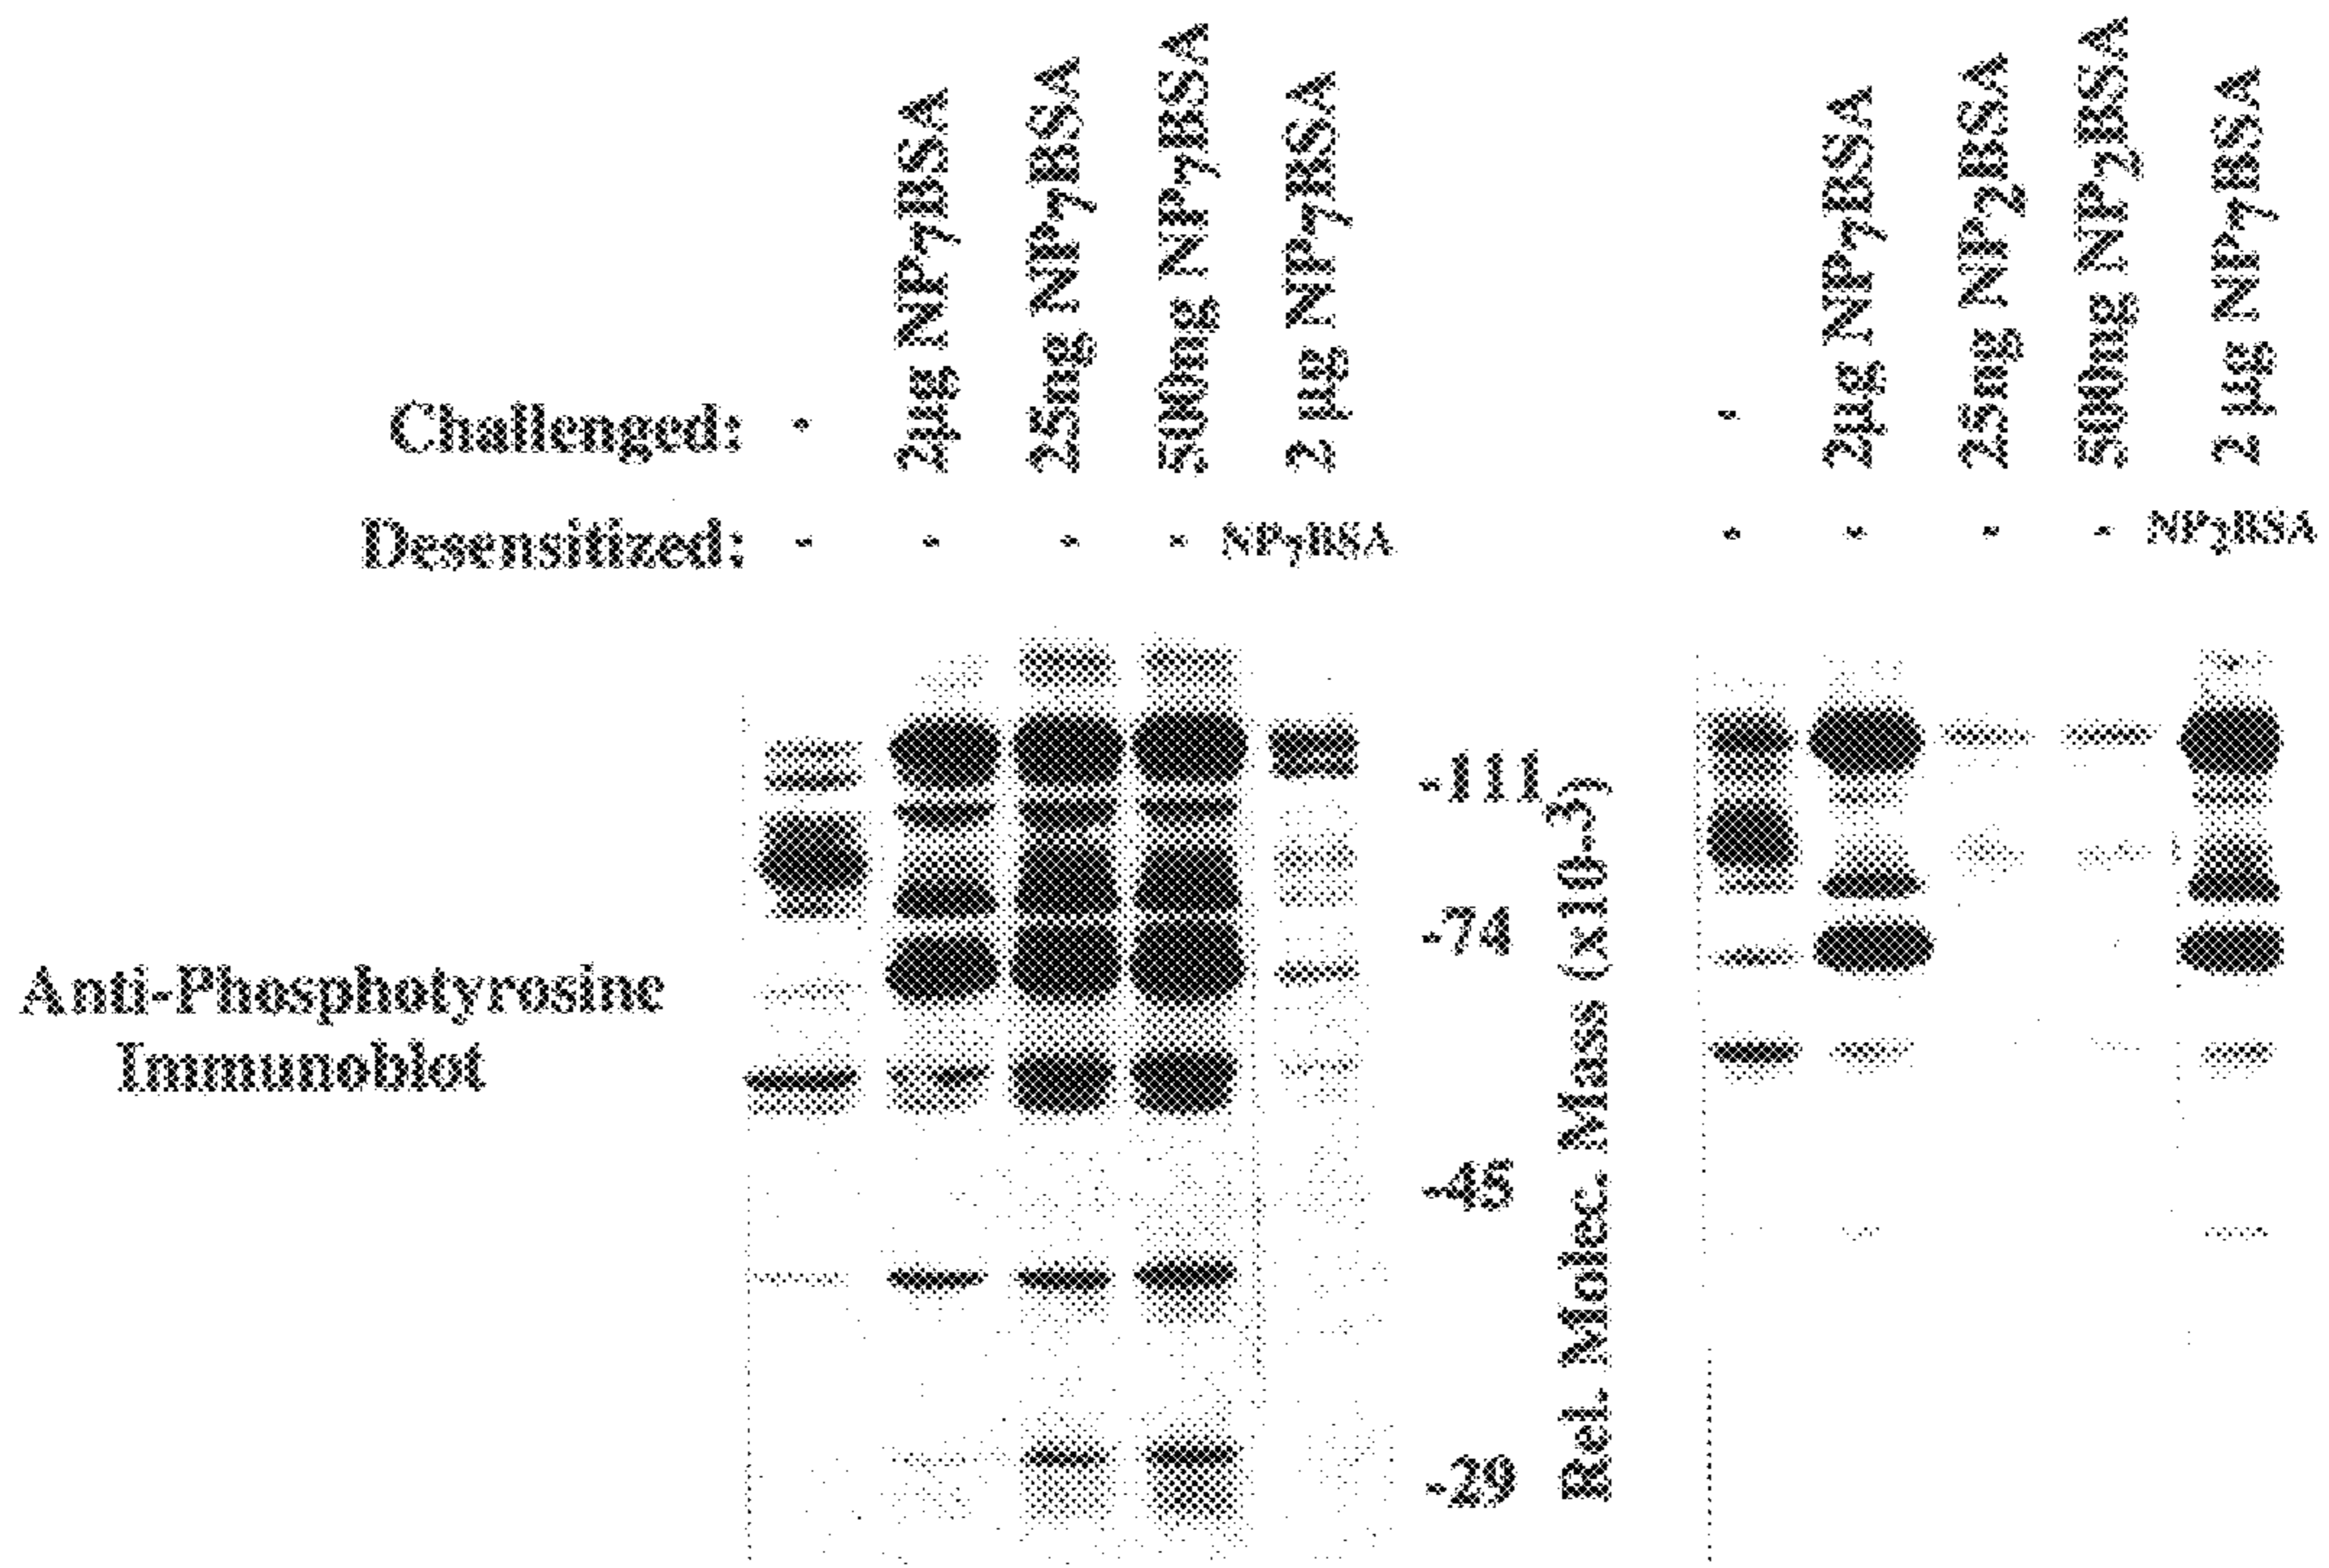 2µg NP7BSA
25ng NP7BSA
500ng NP7BSA
2 µg NP7BSA
2µg NP7BSA
25ng NP2BSA
500ng NP2BSA
2 µg NP7BSA
Challenged: - -
Desensitized: - - - - NP7BSA - - - - NP2BSA
-111
-74
-45
-29
Rel. Molec. Mass (x10-3)
Anti-Phosphotyrosine
Immunoblot